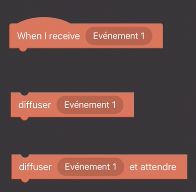 When I receive Evénement 1
diffuser Evénement 1
diffuser Evénement 1 et attendre